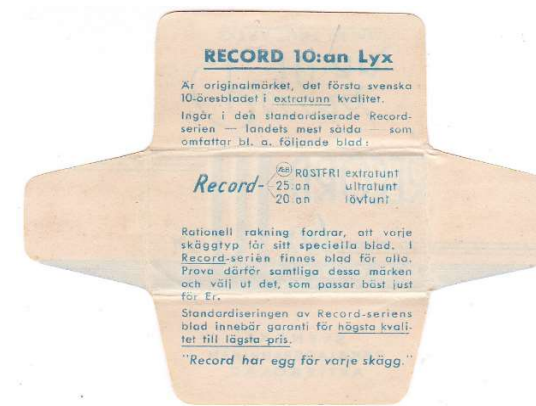 RECORD 10:an Lyx
Är originalmärket, det första svenska
10-öresbladet i extratunn kvalitet.
Ingår i den standardiserade Record-
serien — landets mest sålda — som
omfattar bl. a. följande blad:
ROSTFRI extratunt
Record- 25 an ultratunt
20 an lövtunt
Rationell rakning fordrar, att varje
skäggtyp får sitt speciella blad. I
Record-serien finnes blad för alla.
Prova därför samtliga dessa märken
och välj ut det, som passar bäst just
för Er.
Standardiseringen av Record-seriens
blad innebär garanti för högsta kvali-
tet till lägsta pris.
"Record har egg för varje skägg."